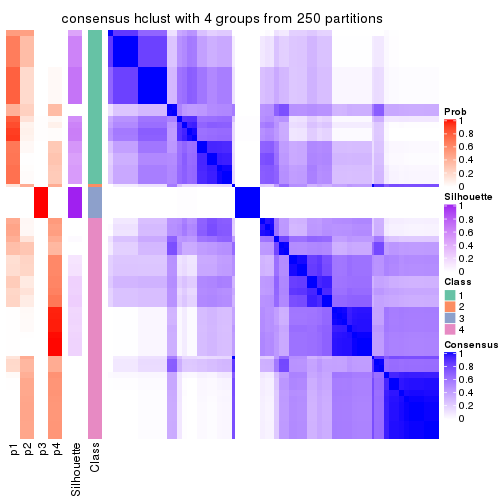 consensus hclust with 4 groups from 250 partitions
Prob
1
0.8
0.6
0.4
0.2
0
Silhouette
1
0.8
0.6
0.4
0.2
0
Class
1
2
3
4
Consensus
1
0.8
0.6
0.4
0.2
0
p1
p2
p3
p4
Silhouette
Class